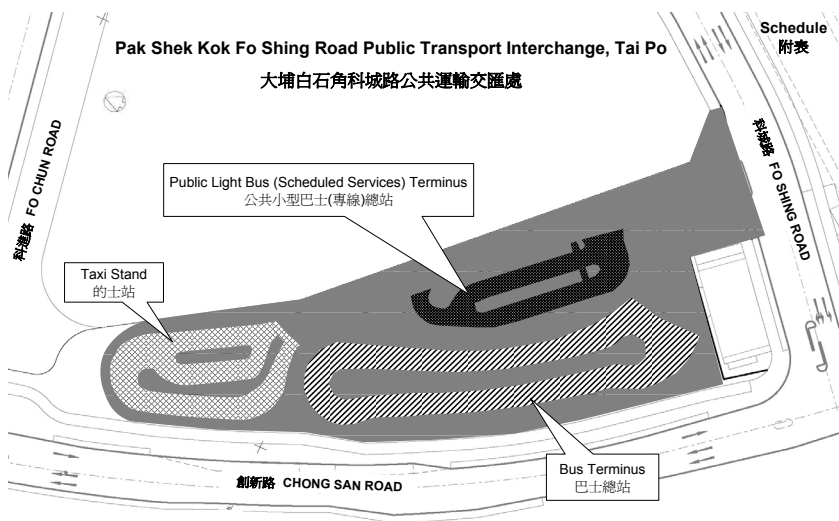 Schedule
附表
Pak Shek Kok Fo Shing Road Public Transport Interchange, Tai Po
大埔白石角科城路公共運輸交匯處
科進路 FO CHUN ROAD
科城路 FO SHING ROAD
Public Light Bus (Scheduled Services) Terminus
公共小型巴士(專線)總站
Taxi Stand
的士站
Bus Terminus
巴士總站
創新路 CHONG SAN ROAD